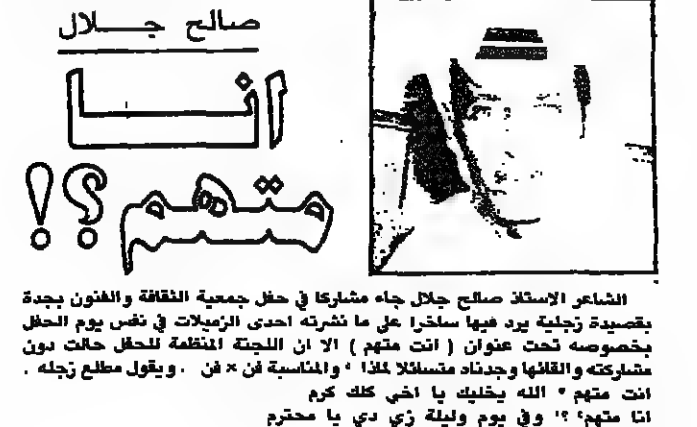 صالح جلال
انا
متهم ؟!
الشاعر الاستاذ صالح جلال جاء مشاركا في حفل جمعية الثقافة والفنون بجدة
بقصيدة زجلية يرد فيها ساخرا على ما نشرته احدى الزميلات في نفس يوم الحفل
بخصوصه تحت عنوان ( انت متهم ) الا ان اللجنة المنظمة للحفل حالت دون
مشاركته والقائها وجدناه متسائلا لماذا ؟ والمناسبة فن × فن . ويقول مطلع زجله .
انت متهم * الله يخليك يا اخي كلك كرم
انا متهم؟ ؟! وفي يوم وليلة زي دي يا محترم